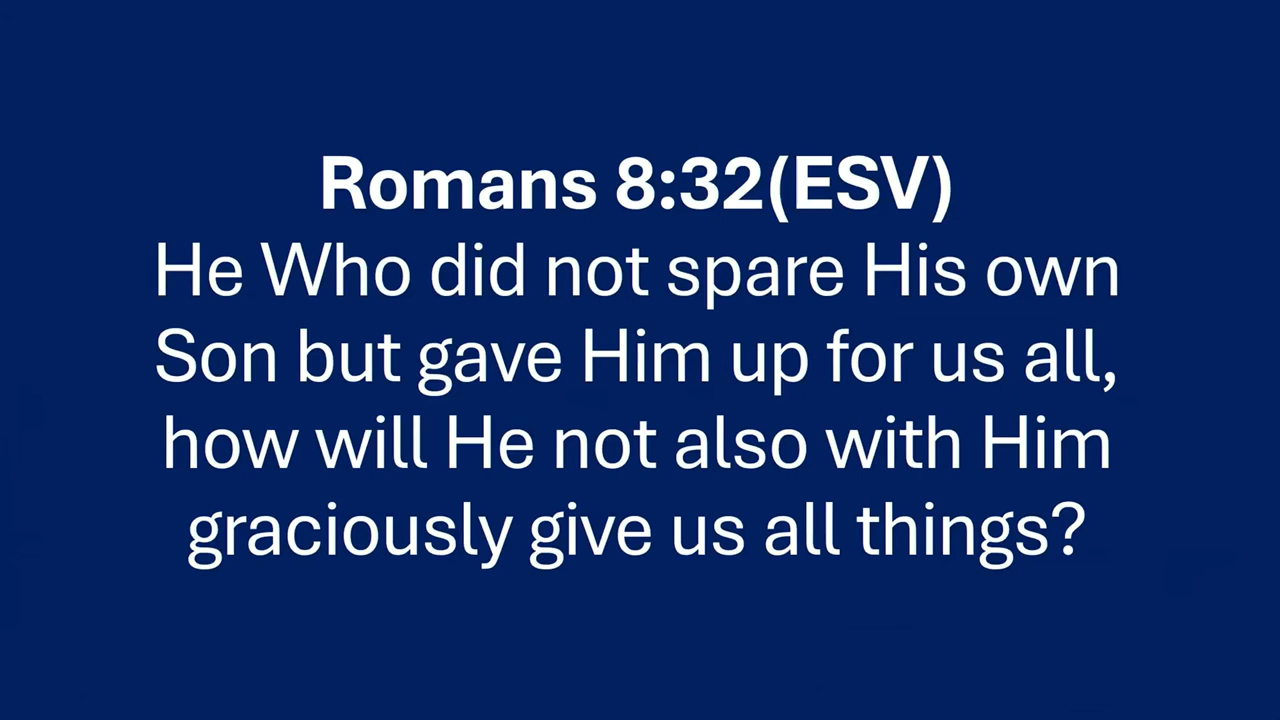 Romans 8:32(ESV)
He Who did not spare His own
Son but gave Him up for us all,
how will He not also with Him
graciously give us all things?